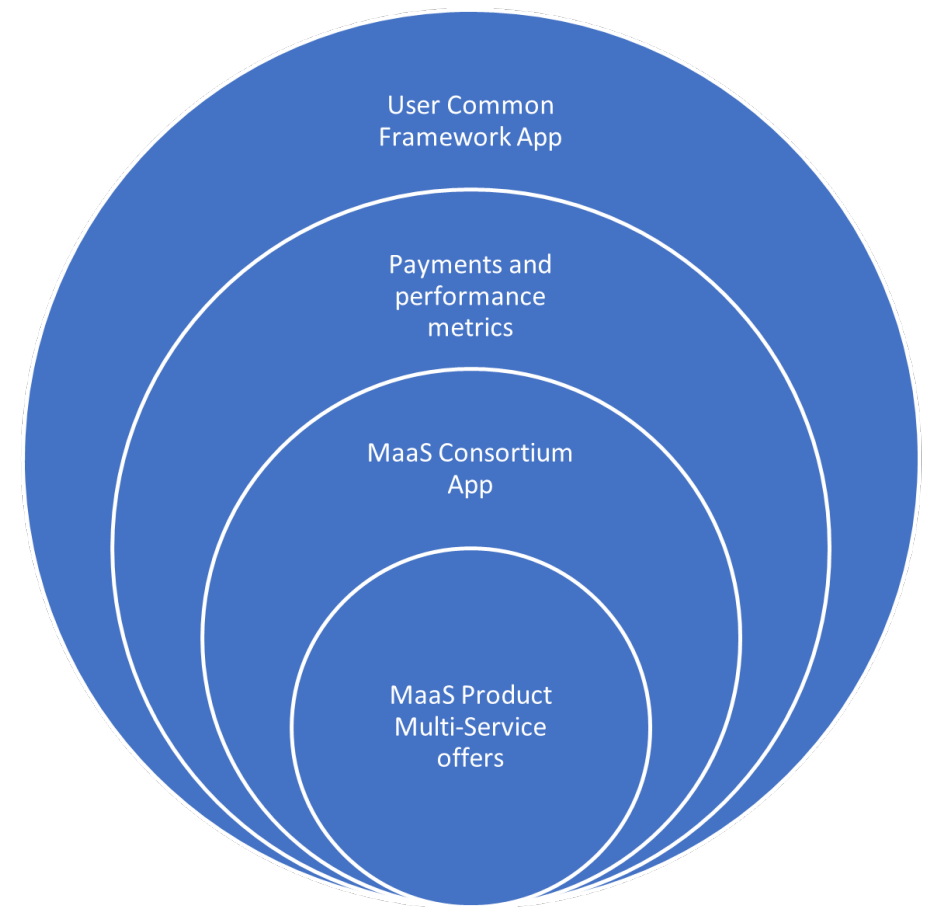 User Common
Framework App
Payments and
performance
metrics
MaaS Consortium
App
MaaS Product
Multi-Service
offers